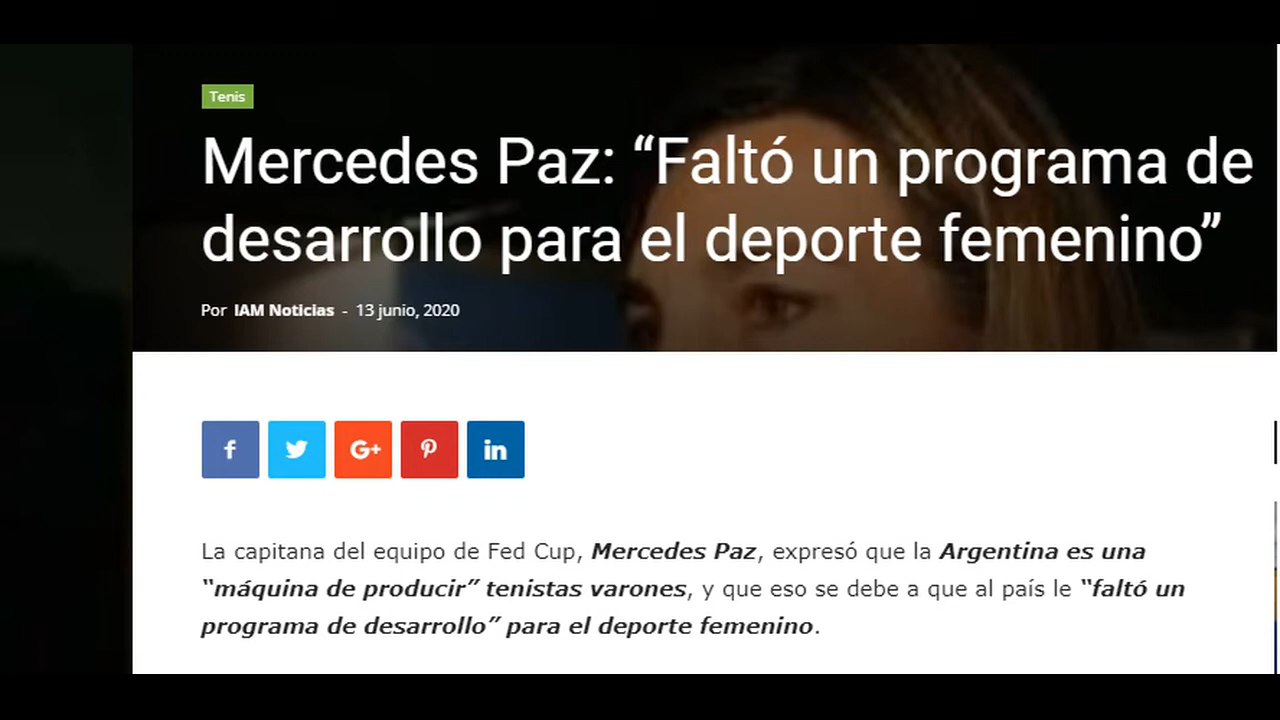 Tenis
Mercedes Paz: “Faltó un programa de
desarrollo para el deporte femenino”
Por IAM Noticias - 13 junio, 2020
f G+ in
La capitana del equipo de Fed Cup, Mercedes Paz, expresó que la Argentina es una
“máquina de producir” tenistas varones, y que eso se debe a que al país le “faltó un
programa de desarrollo” para el deporte femenino.